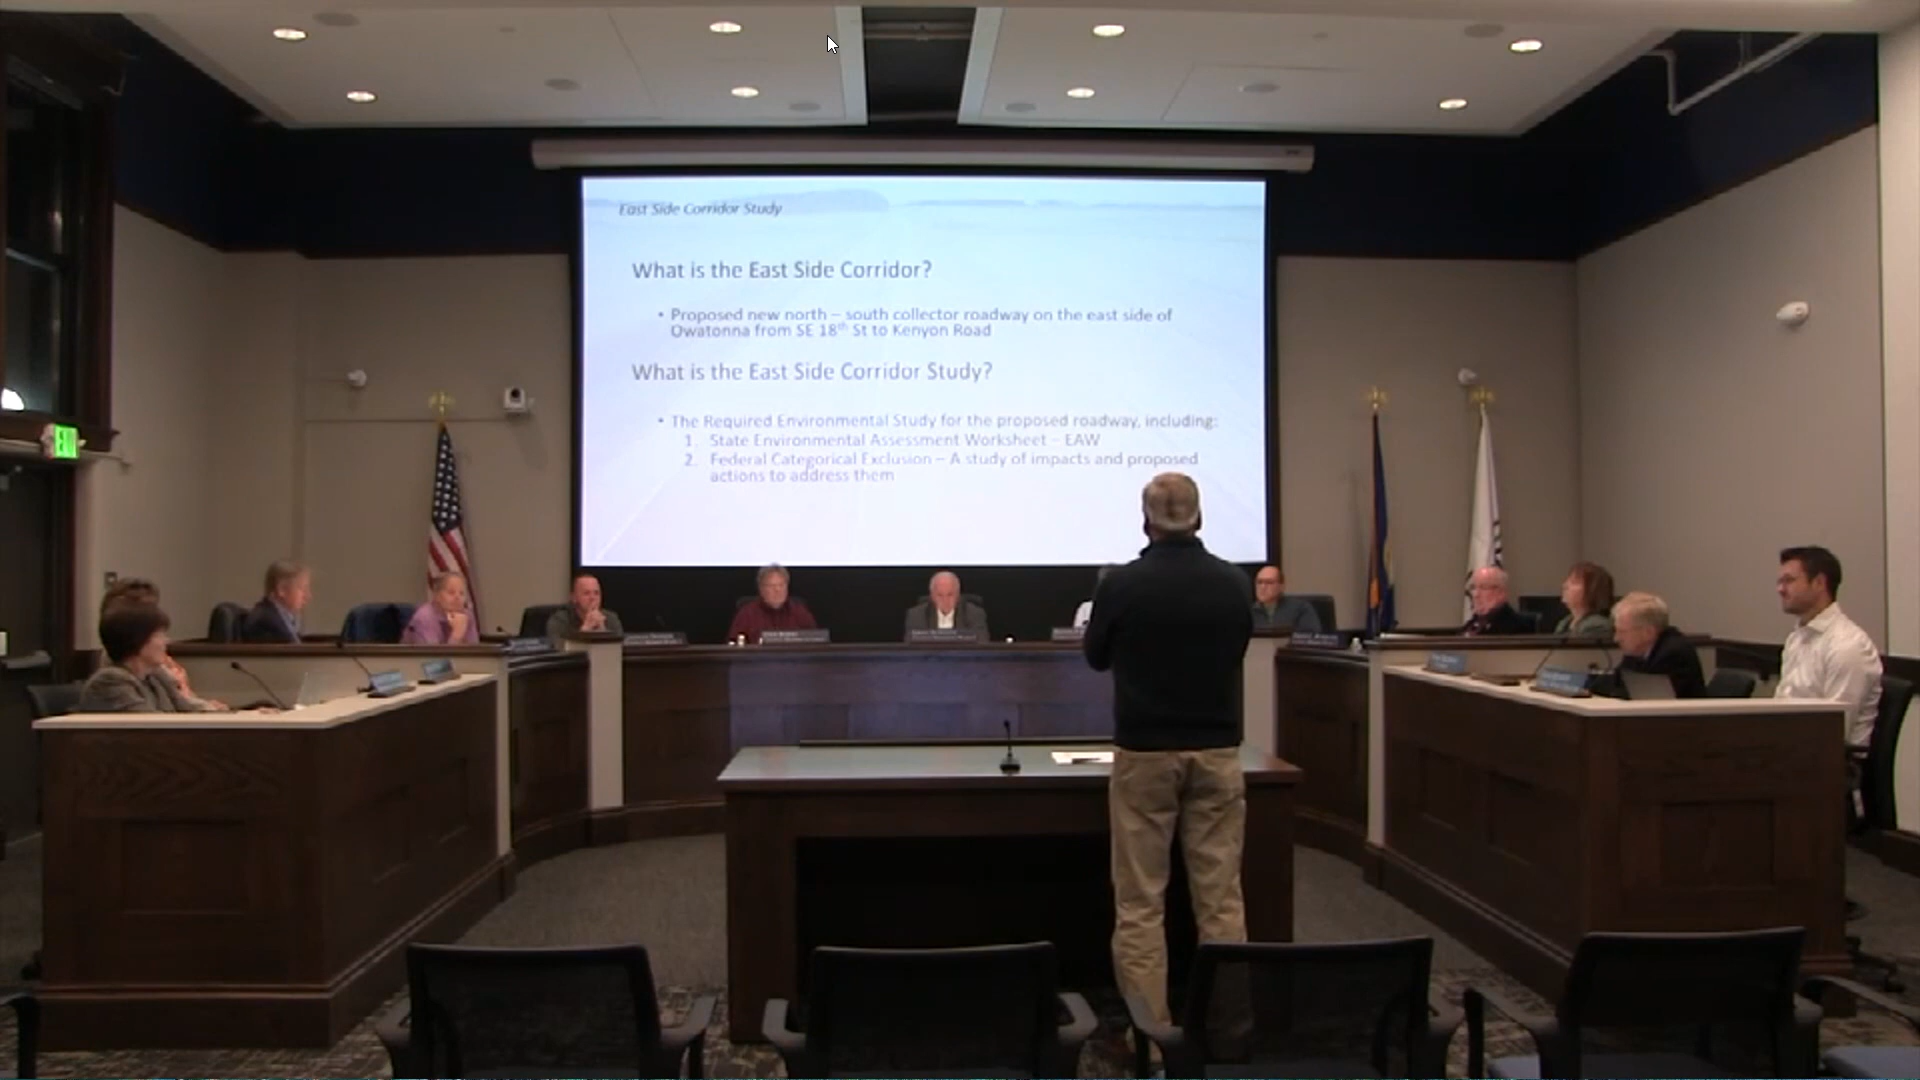 East Side Corridor Study
What is the East Side Corridor?
• Proposed new north – south collector roadway on the east side of
Owatonna from SE 18th St to Kenyon Road
What is the East Side Corridor Study?
• The Required Environmental Study for the proposed roadway, including:
1. State Environmental Assessment Worksheet – EAW
2. Federal Categorical Exclusion – A study of impacts and proposed
actions to address them